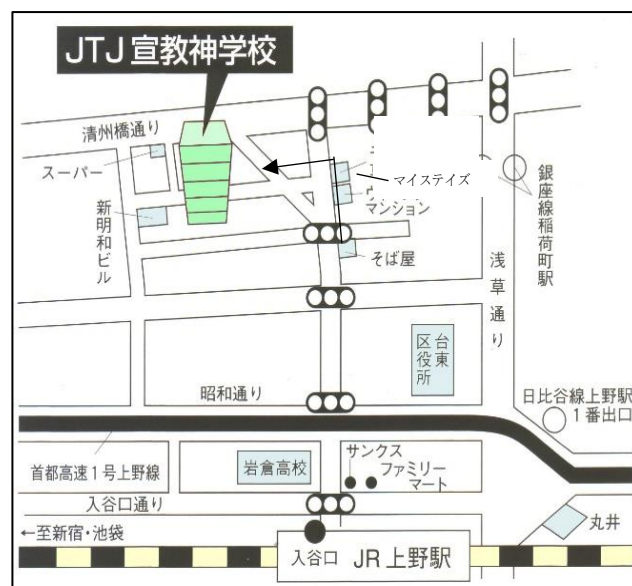 JTJ宣教神学校
清州橋通り
スーパー
マイステイズ
マンション
新明和ビル
そば屋
銀座線稲荷町駅
浅草通り
台東区役所
昭和通り
日比谷線上野駅
1番出口
首都高速1号上野線
岩倉高校
サンクス
ファミリーマート
入谷口通り
←至新宿・池袋
入谷口 JR上野駅
丸井